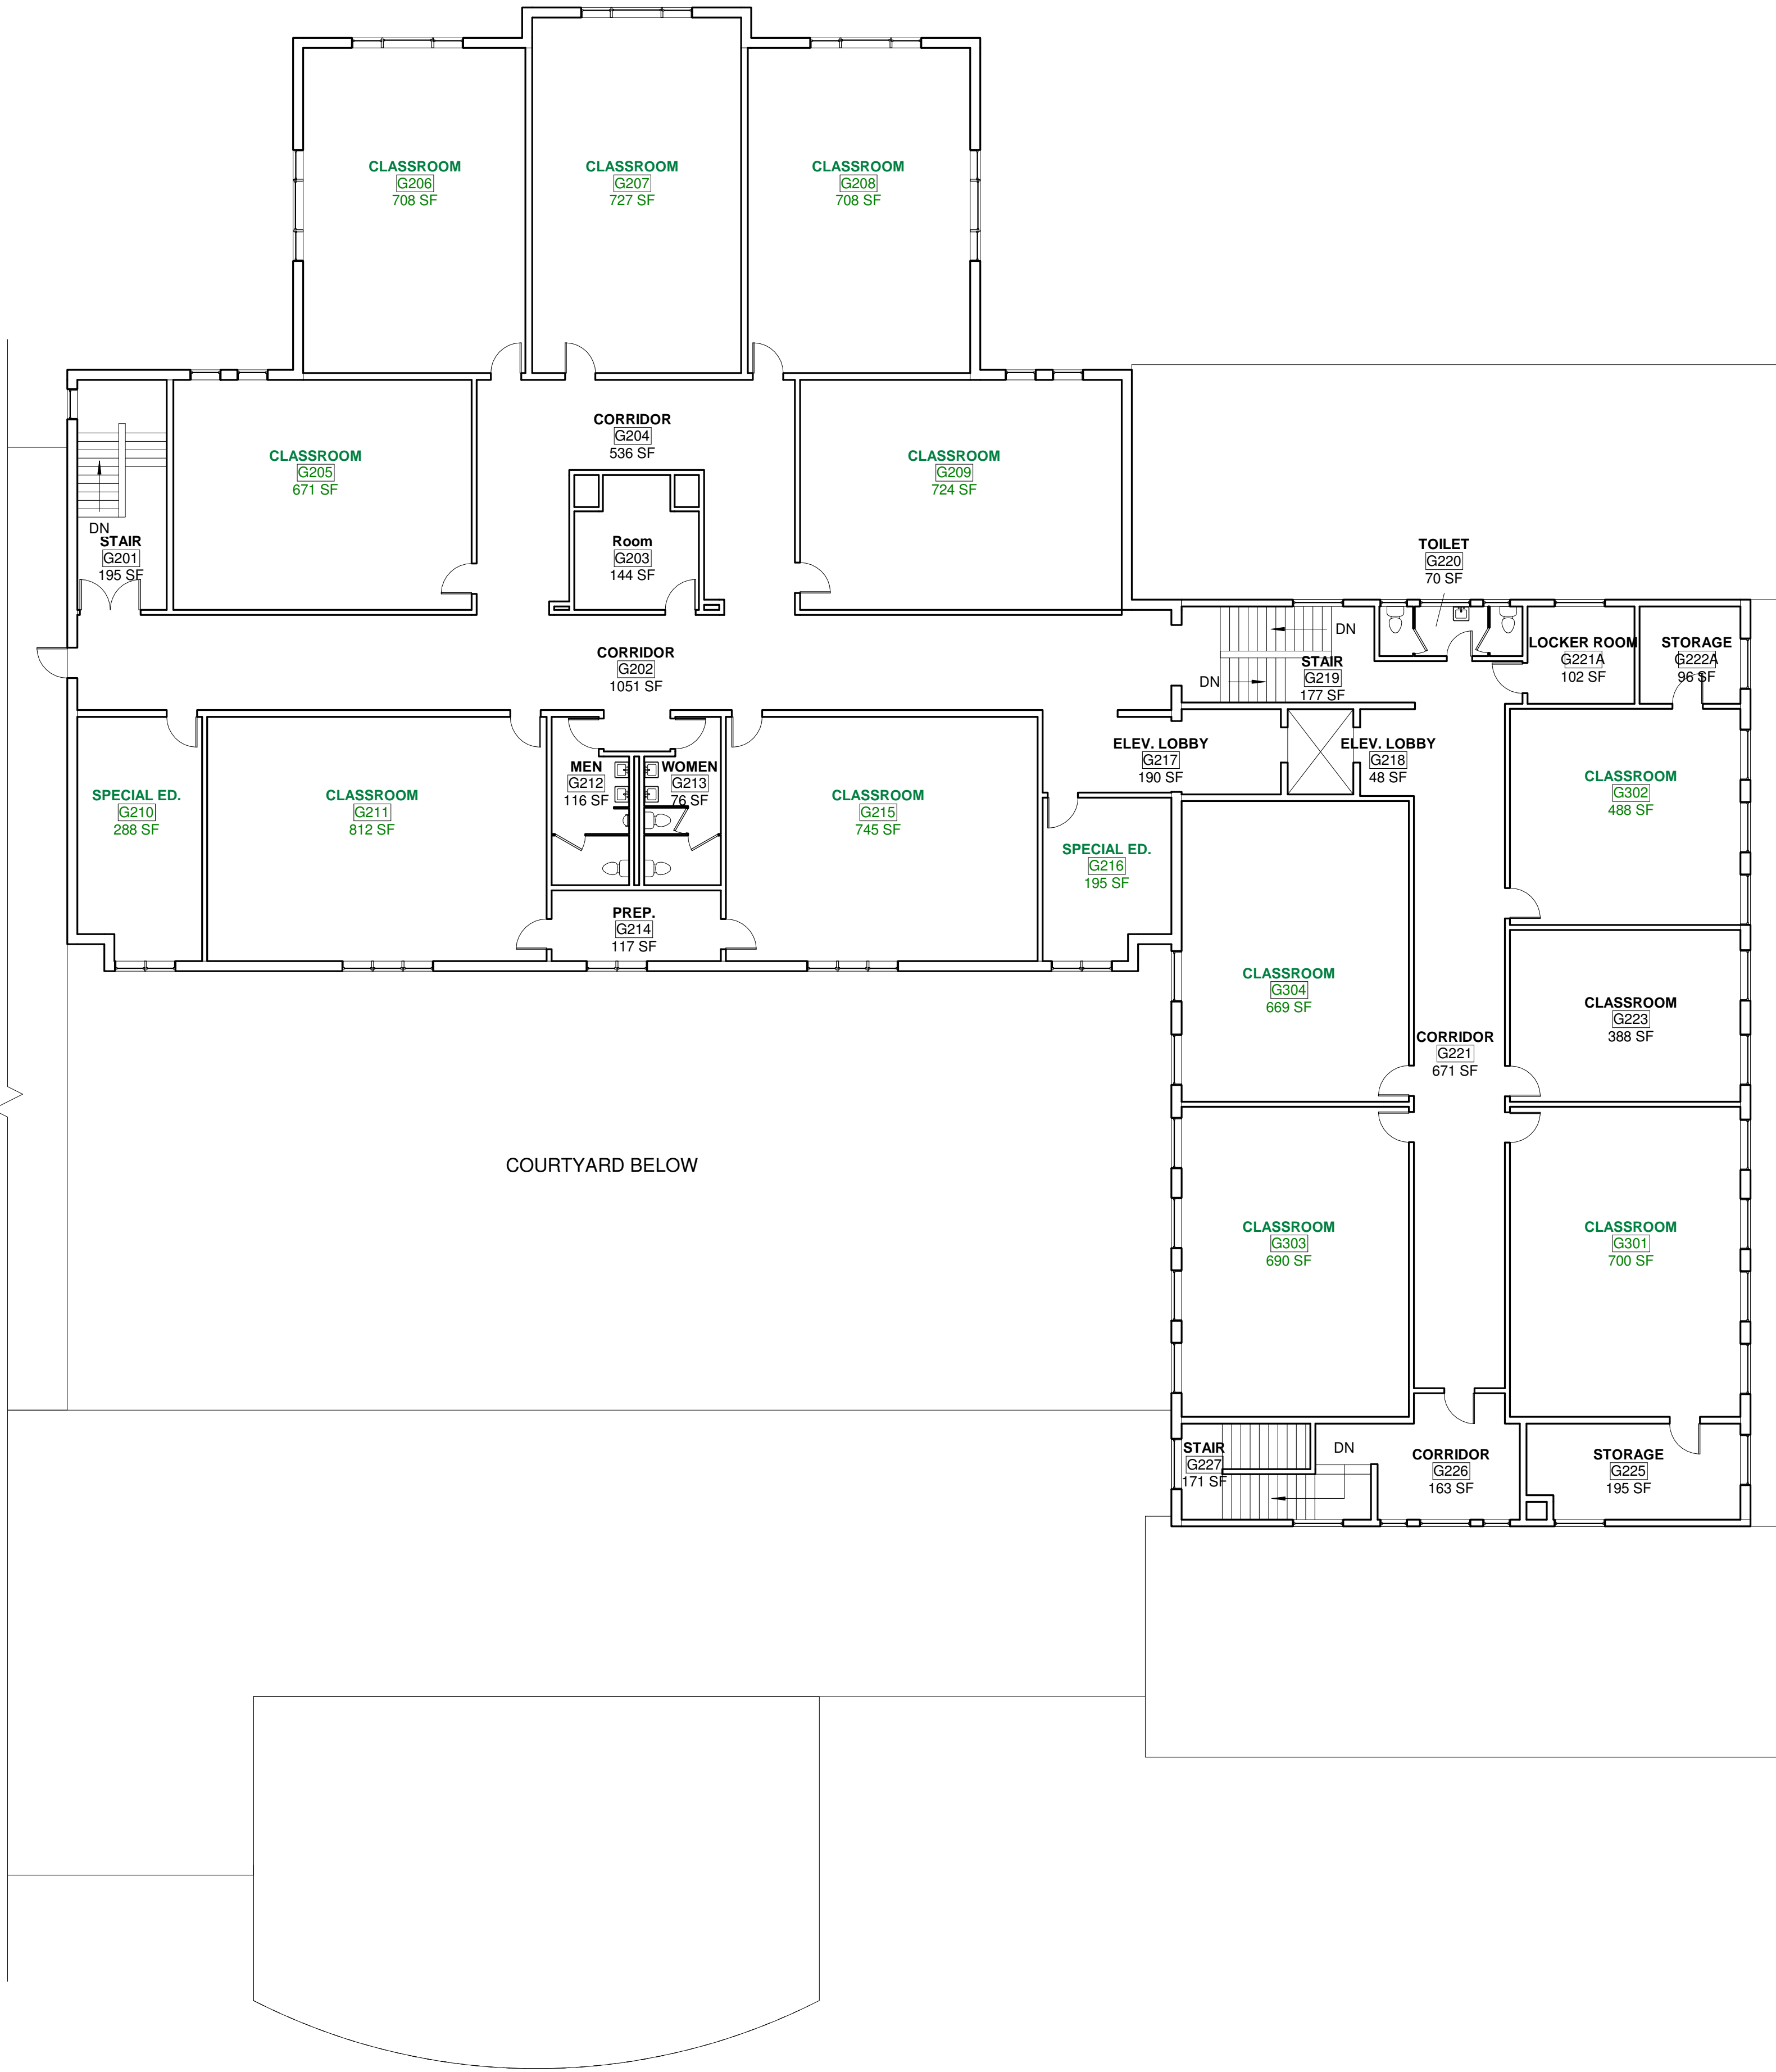 CLASSROOM
G206
708 SF
CLASSROOM
G207
727 SF
CLASSROOM
G208
708 SF
CORRIDOR
G204
536 SF
CLASSROOM
G205
671 SF
CLASSROOM
G209
724 SF
DN
STAIR
G201
195 SF
Room
G203
144 SF
TOILET
G220
70 SF
CORRIDOR
G202
1051 SF
DN
DN
STAIR
G219
177 SF
LOCKER ROOM
G221A
102 SF
STORAGE
G222A
96 SF
SPECIAL ED.
G210
288 SF
CLASSROOM
G211
812 SF
MEN
G212
116 SF
WOMEN
G213
76 SF
CLASSROOM
G215
745 SF
ELEV. LOBBY
G217
190 SF
ELEV. LOBBY
G218
48 SF
CLASSROOM
G302
488 SF
SPECIAL ED.
G216
195 SF
PREP.
G214
117 SF
CLASSROOM
G304
669 SF
CLASSROOM
G223
388 SF
CORRIDOR
G221
671 SF
COURTYARD BELOW
CLASSROOM
G303
690 SF
CLASSROOM
G301
700 SF
STAIR
G227
171 SF
DN
CORRIDOR
G226
163 SF
STORAGE
G225
195 SF